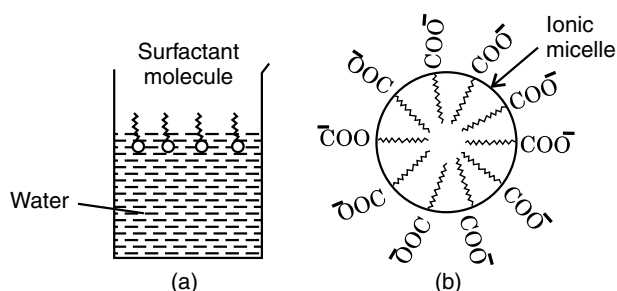 Surfactant
molecule
Water
(a)
Ionic
micelle
COO⁻
COO⁻
COO⁻
COO⁻
COO⁻
COO⁻
⁻OOC
⁻OOC
⁻COO
⁻OOC
(b)